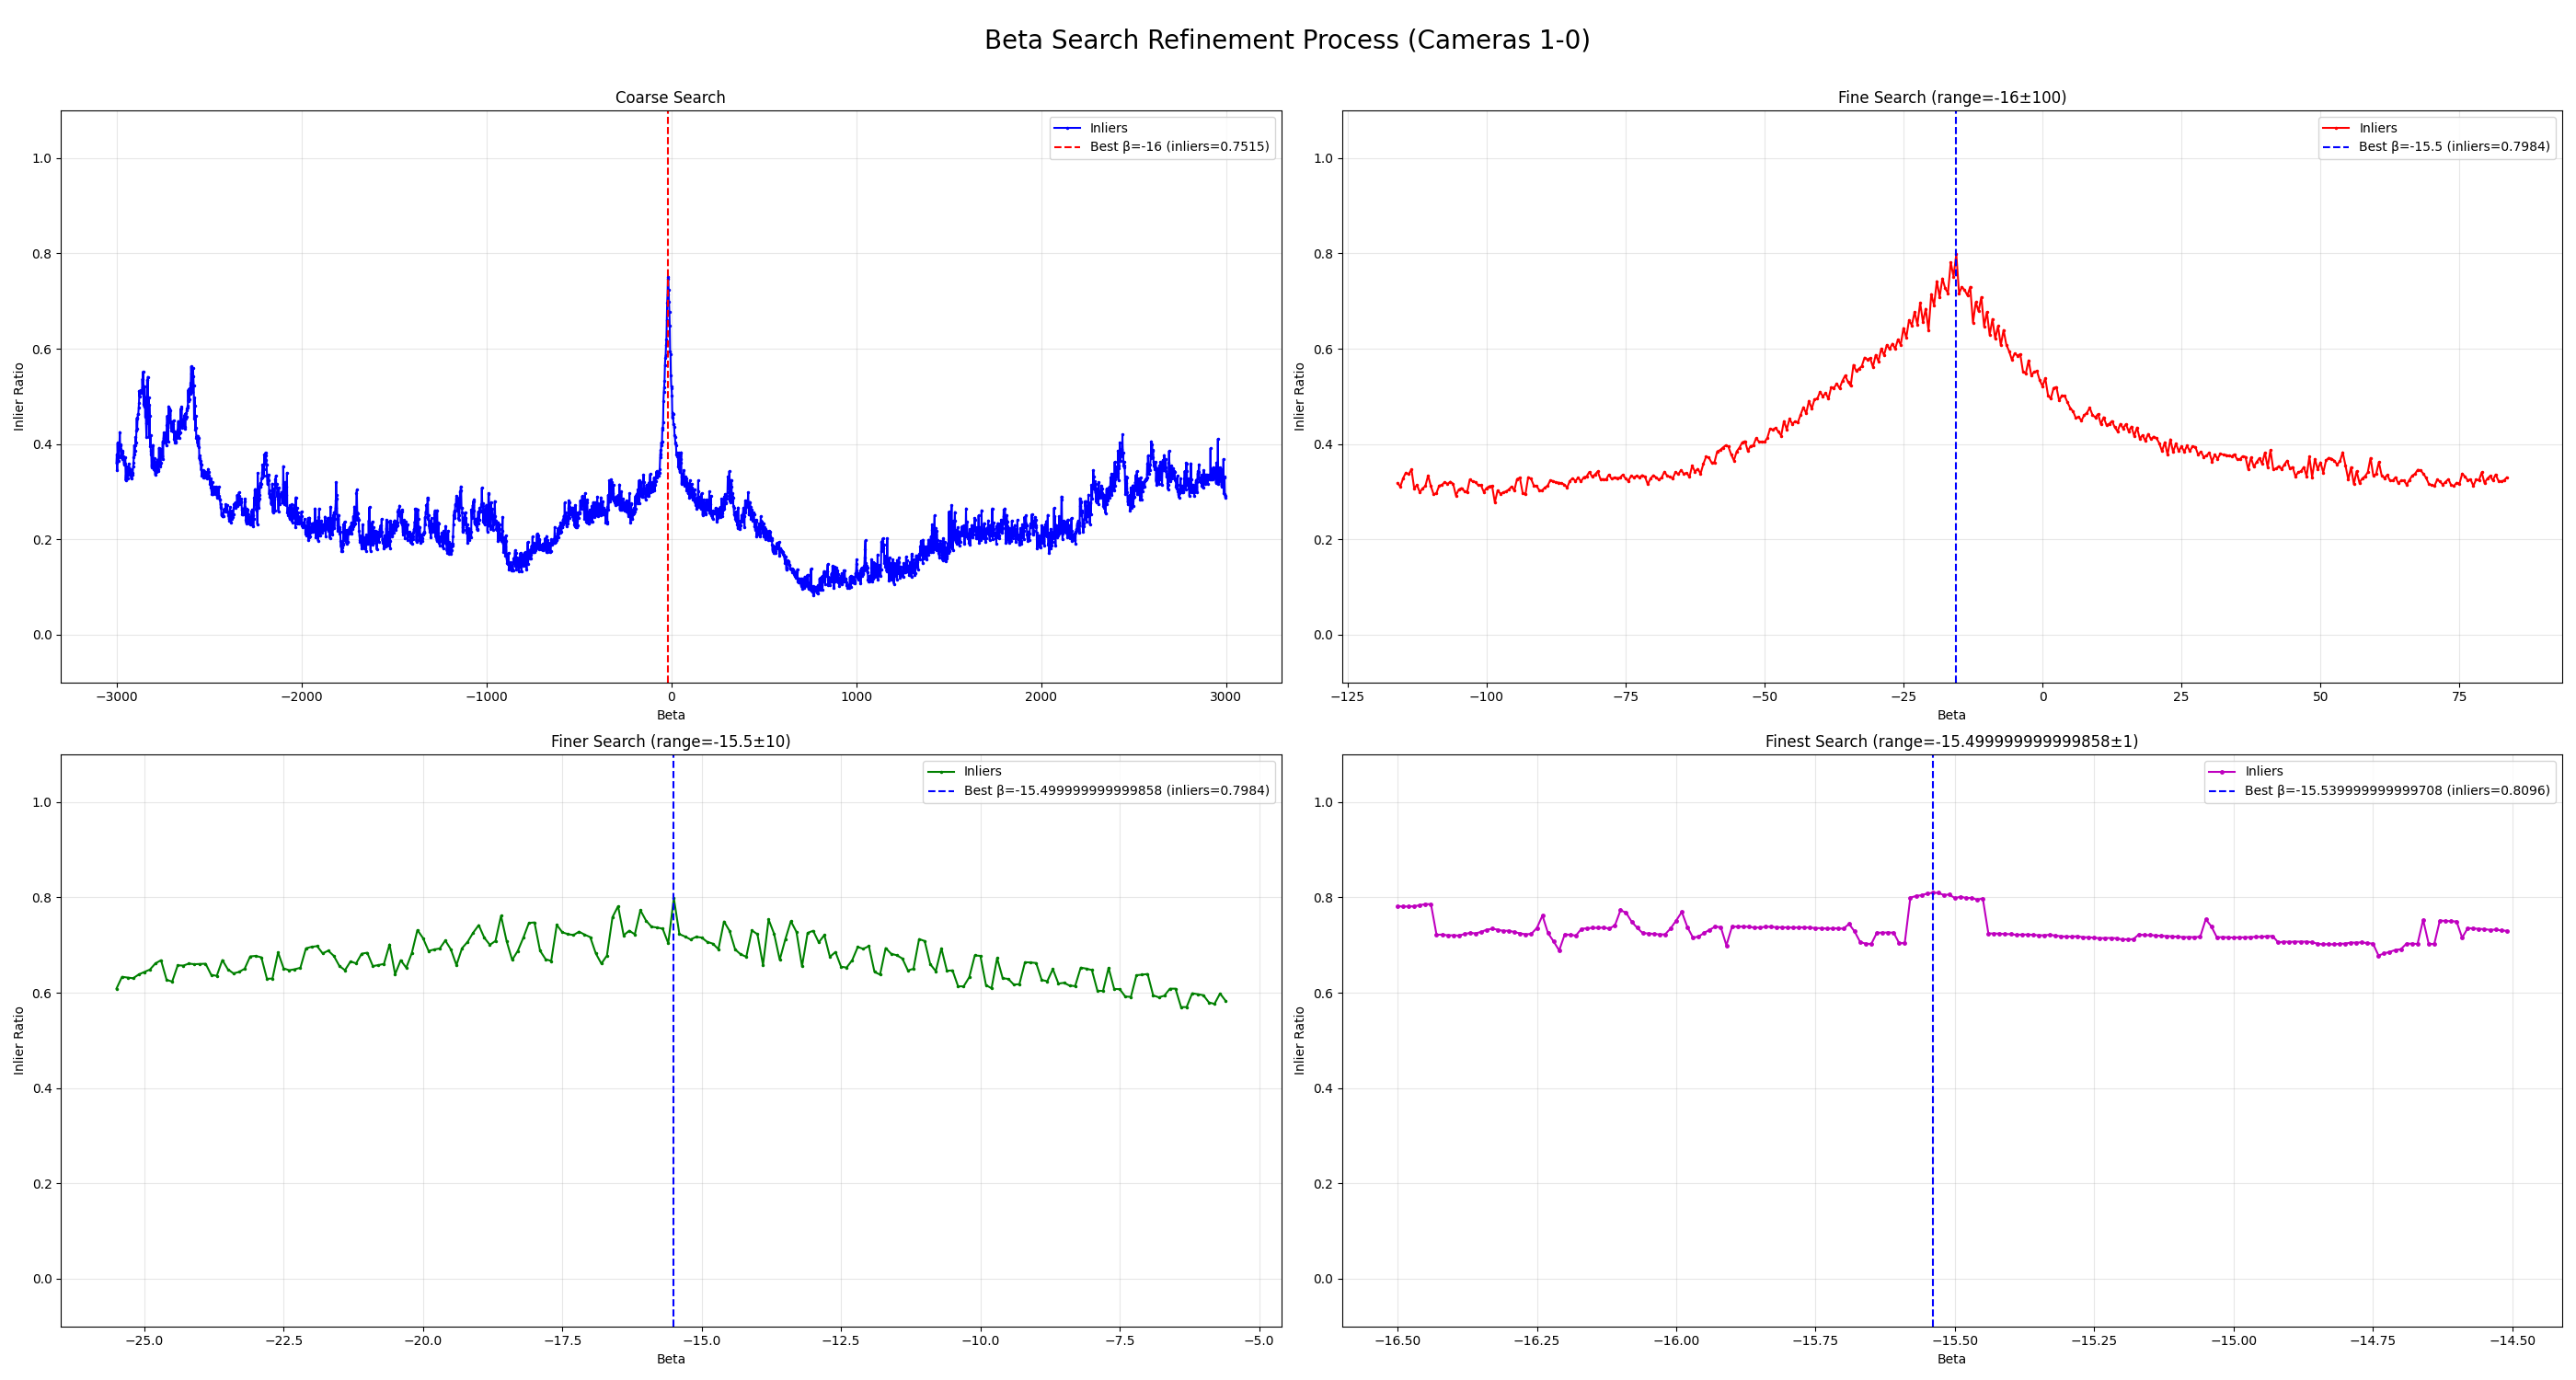 Beta Search Refinement Process (Cameras 1-0)
Coarse Search
Inliers
Best β=-16 (inliers=0.7515)
1.0
0.8
0.6
0.4
0.2
0.0
Inlier Ratio
−3000 −2000 −1000 0 1000 2000 3000
Beta
Fine Search (range=-16±100)
Inliers
Best β=-15.5 (inliers=0.7984)
1.0
0.8
0.6
0.4
0.2
0.0
Inlier Ratio
−125 −100 −75 −50 −25 0 25 50 75
Beta
Finer Search (range=-15.5±10)
Inliers
Best β=-15.499999999999858 (inliers=0.7984)
1.0
0.8
0.6
0.4
0.2
0.0
Inlier Ratio
−25.0 −22.5 −20.0 −17.5 −15.0 −12.5 −10.0 −7.5 −5.0
Beta
Finest Search (range=-15.499999999999858±1)
Inliers
Best β=-15.539999999999708 (inliers=0.8096)
1.0
0.8
0.6
0.4
0.2
0.0
Inlier Ratio
−16.50 −16.25 −16.00 −15.75 −15.50 −15.25 −15.00 −14.75 −14.50
Beta